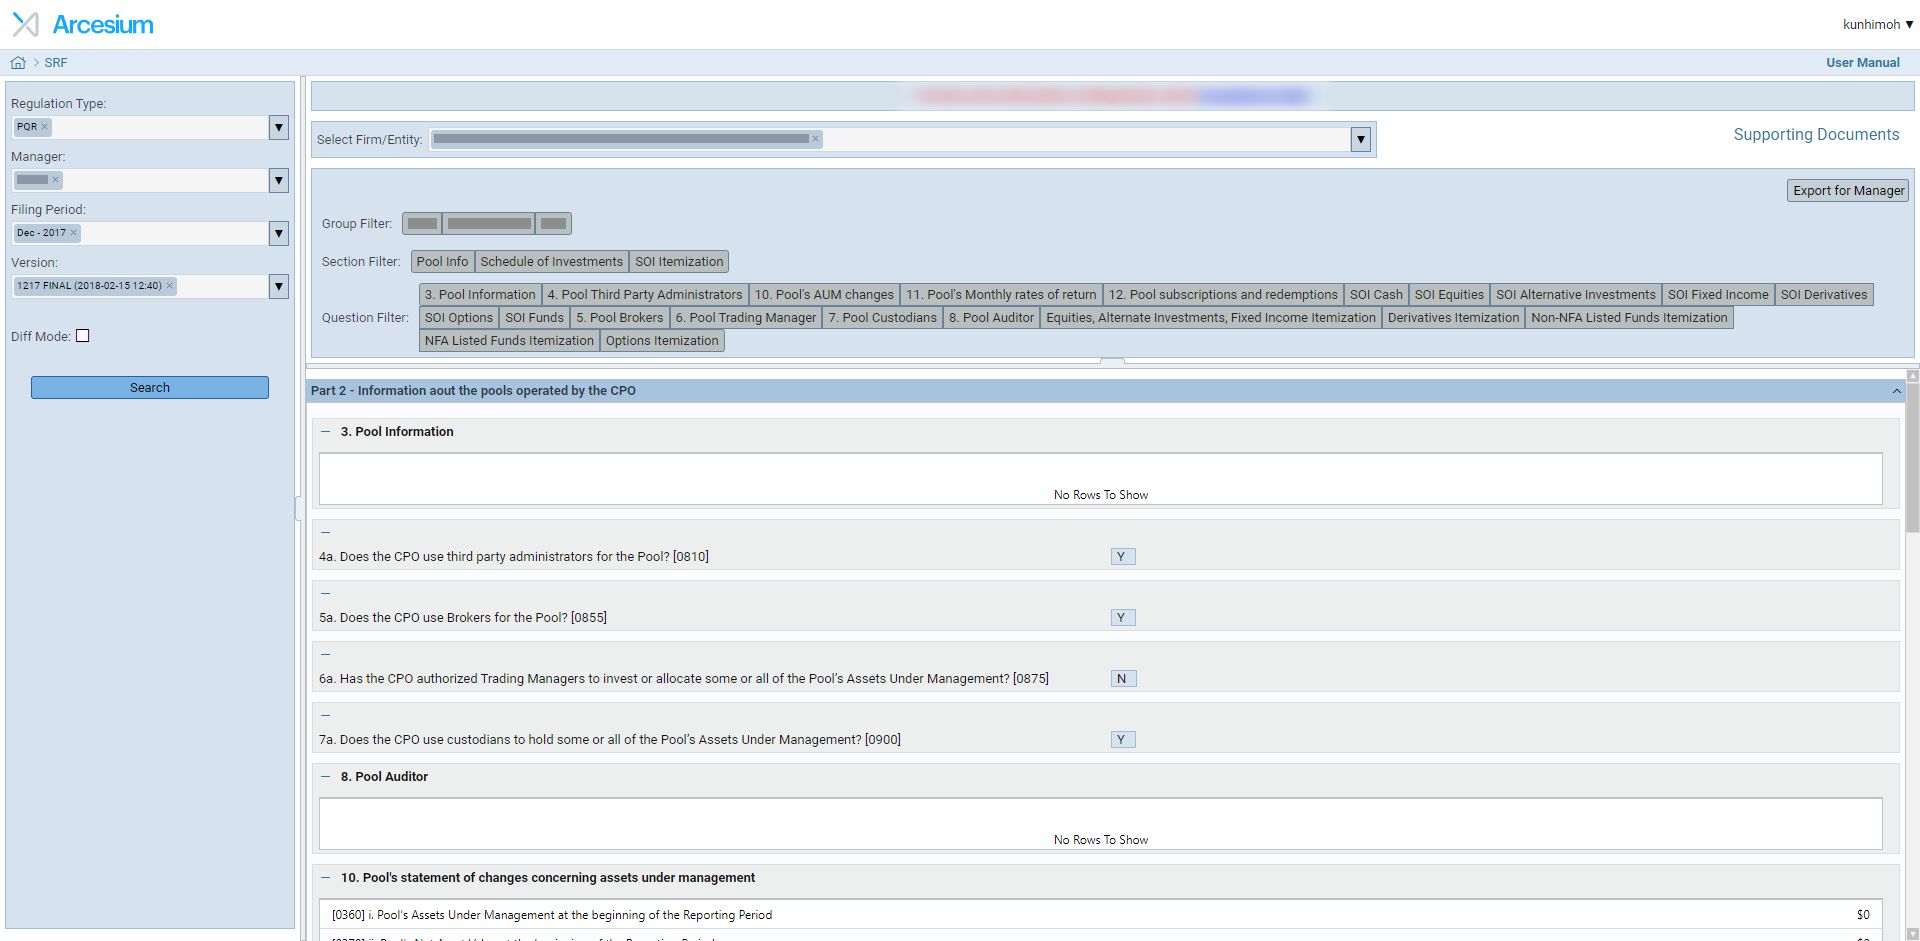 Arcesium
kunhimoh ▼
> SRF
User Manual
Regulation Type:
PQR ×
Manager:
×
Filing Period:
Dec - 2017 ×
Version:
1217 FINAL (2018-02-15 12:40) ×
Diff Mode:
Search
Select Firm/Entity:
×
Supporting Documents
Export for Manager
Group Filter:
Section Filter: Pool Info Schedule of Investments SOI Itemization
3. Pool Information 4. Pool Third Party Administrators 10. Pool's AUM changes 11. Pool's Monthly rates of return 12. Pool subscriptions and redemptions SOI Cash SOI Equities SOI Alternative Investments SOI Fixed Income SOI Derivatives
Question Filter: SOI Options SOI Funds 5. Pool Brokers 6. Pool Trading Manager 7. Pool Custodians 8. Pool Auditor Equities, Alternate Investments, Fixed Income Itemization Derivatives Itemization Non-NFA Listed Funds Itemization
NFA Listed Funds Itemization Options Itemization
Part 2 - Information aout the pools operated by the CPO
3. Pool Information
No Rows To Show
4a. Does the CPO use third party administrators for the Pool? [0810] Y
5a. Does the CPO use Brokers for the Pool? [0855] Y
6a. Has the CPO authorized Trading Managers to invest or allocate some or all of the Pool’s Assets Under Management? [0875] N
7a. Does the CPO use custodians to hold some or all of the Pool’s Assets Under Management? [0900] Y
8. Pool Auditor
No Rows To Show
10. Pool's statement of changes concerning assets under management
[0360] i. Pool's Assets Under Management at the beginning of the Reporting Period $0